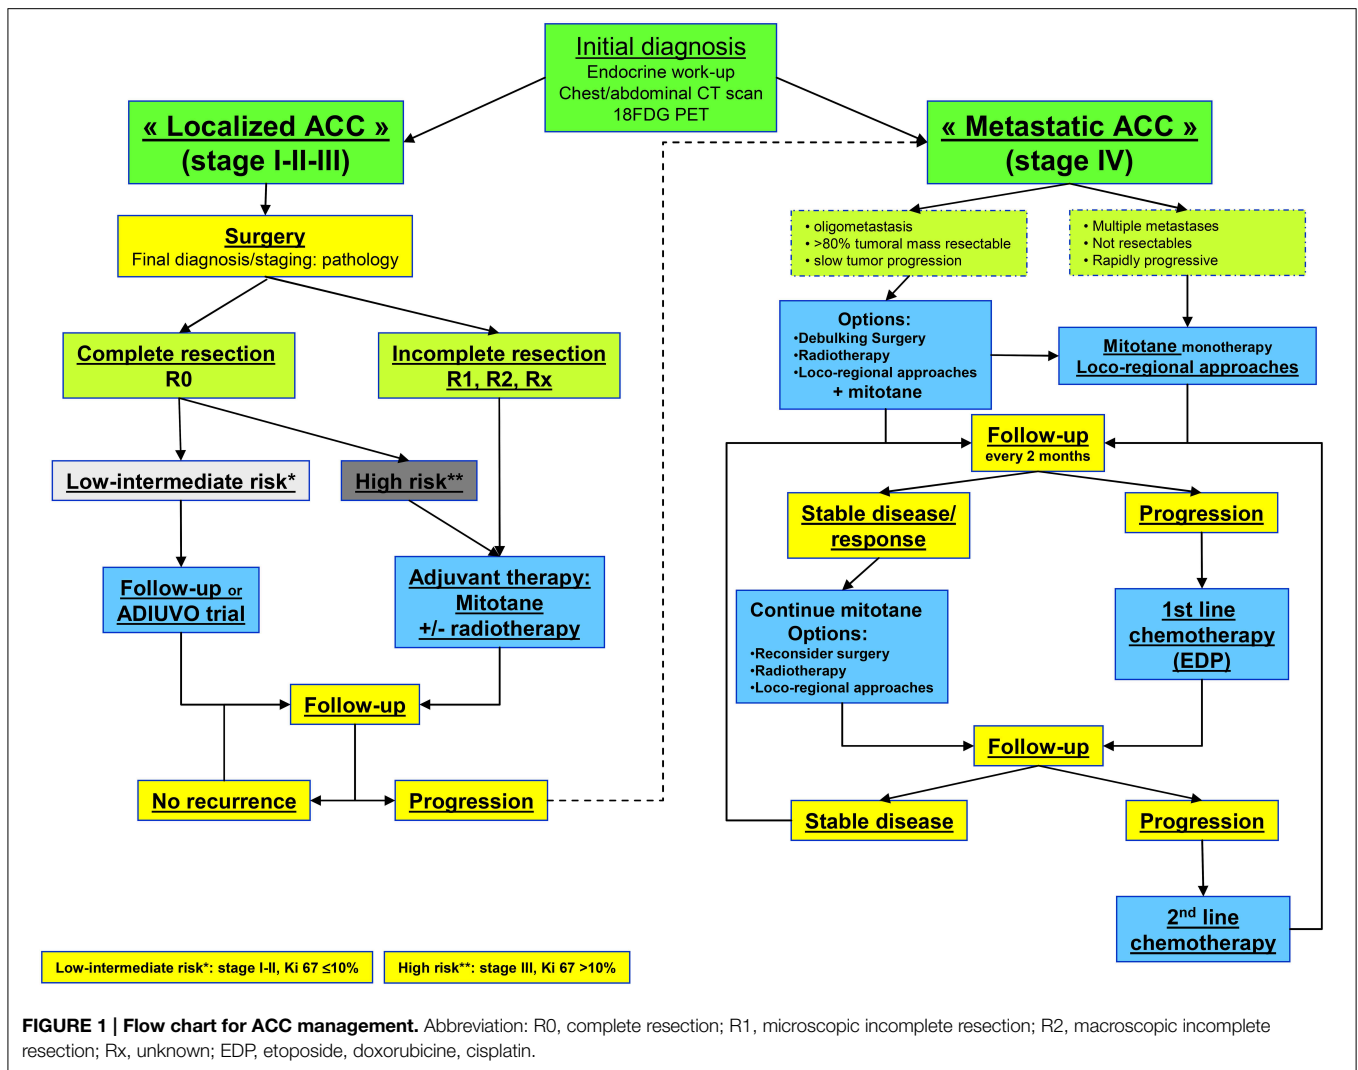 Initial diagnosis
Endocrine work-up
Chest/abdominal CT scan
18FDG PET
« Localized ACC »
(stage I-II-III)
« Metastatic ACC »
(stage IV)
Surgery
Final diagnosis/staging: pathology
• oligometastasis
• >80% tumoral mass resectable
• slow tumor progression
• Multiple metastases
• Not resectables
• Rapidly progressive
Complete resection
R0
Incomplete resection
R1, R2, Rx
Options:
•Debulking Surgery
•Radiotherapy
•Loco-regional approaches
+ mitotane
Mitotane monotherapy
Loco-regional approaches
Low-intermediate risk*
High risk**
Follow-up
every 2 months
Stable disease/
response
Progression
Follow-up or
ADIUVO trial
Adjuvant therapy:
Mitotane
+/- radiotherapy
Continue mitotane
Options:
•Reconsider surgery
•Radiotherapy
•Loco-regional approaches
1st line
chemotherapy
(EDP)
Follow-up
Follow-up
No recurrence
Progression
Stable disease
Progression
2nd line
chemotherapy
Low-intermediate risk*: stage I-II, Ki 67 ≤10%
High risk**: stage III, Ki 67 >10%
FIGURE 1 | Flow chart for ACC management. Abbreviation: R0, complete resection; R1, microscopic incomplete resection; R2, macroscopic incomplete
resection; Rx, unknown; EDP, etoposide, doxorubicine, cisplatin.